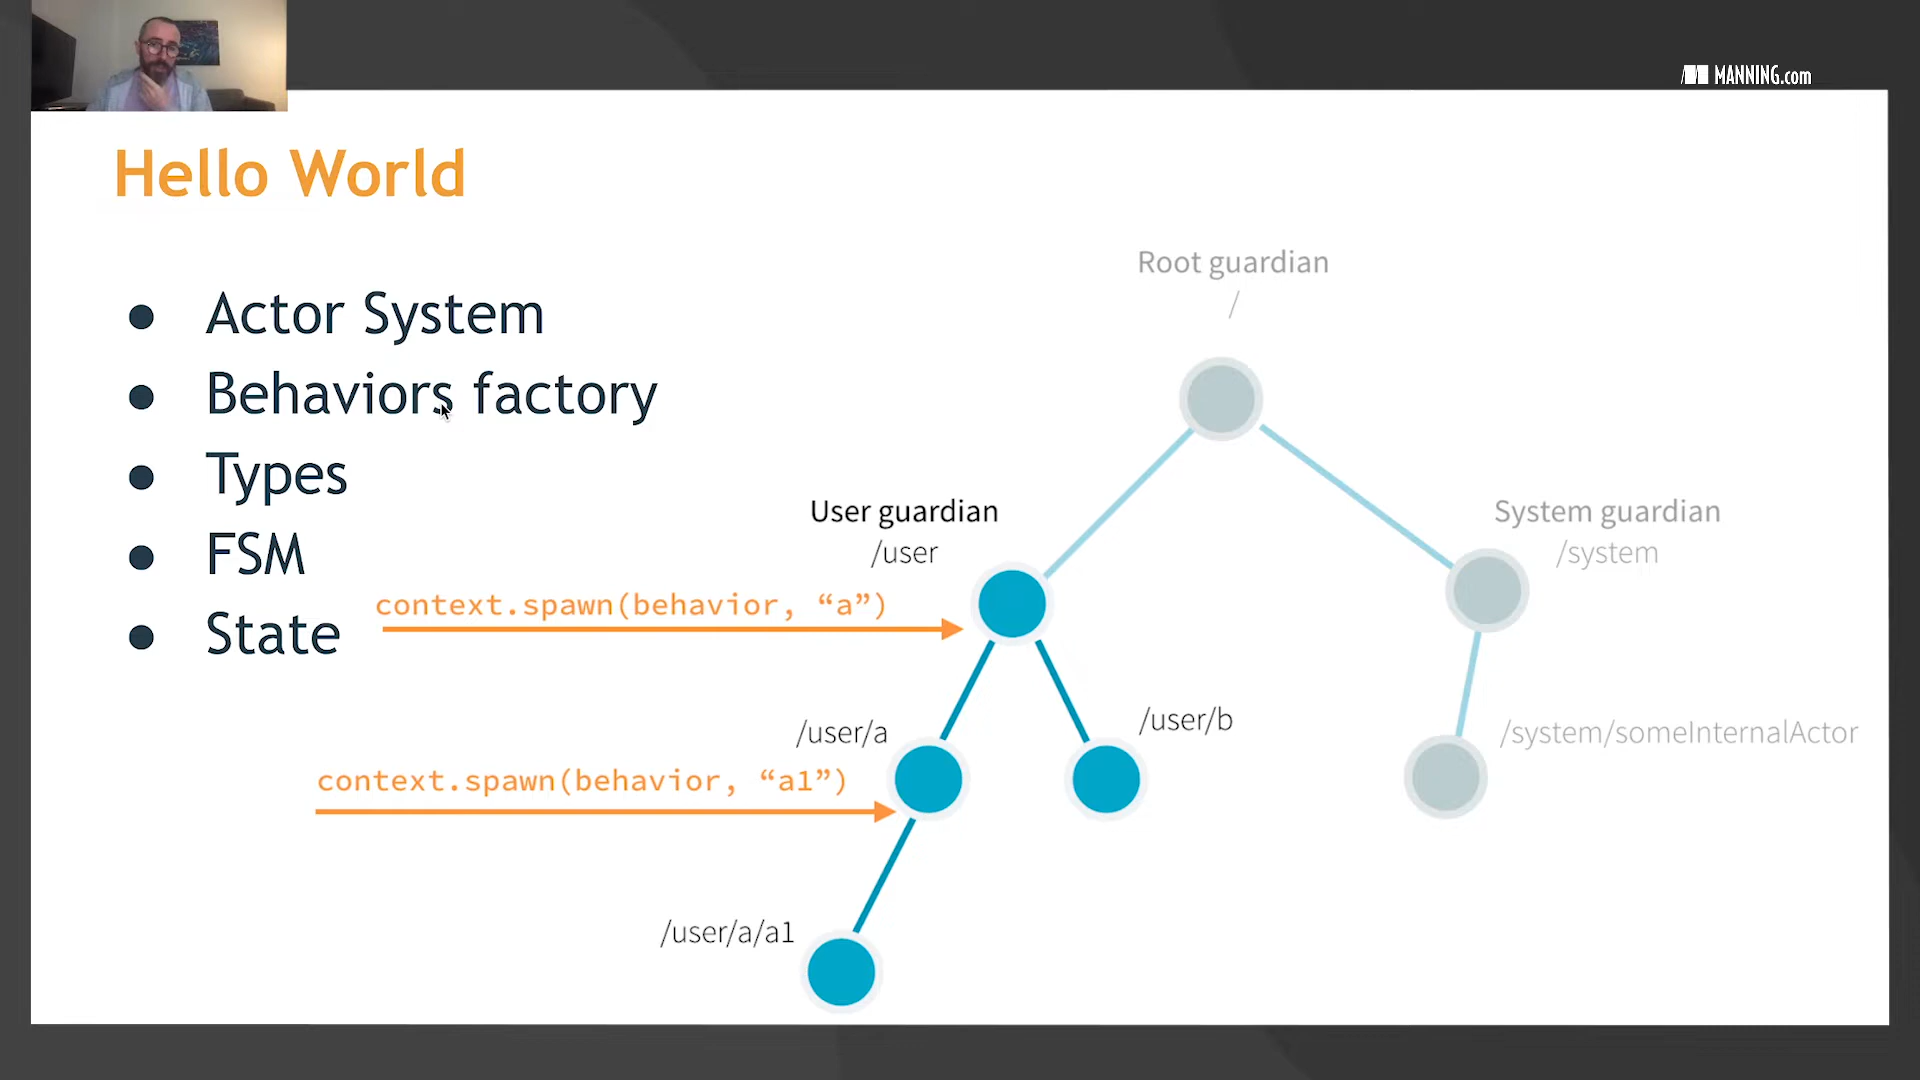 MANNING.com
Hello World
● Actor System
● Behaviors factory
● Types
● FSM
● State
Root guardian
/
User guardian
/user
System guardian
/system
context.spawn(behavior, “a”)
/user/a
/user/b
/system/someInternalActor
context.spawn(behavior, “a1”)
/user/a/a1